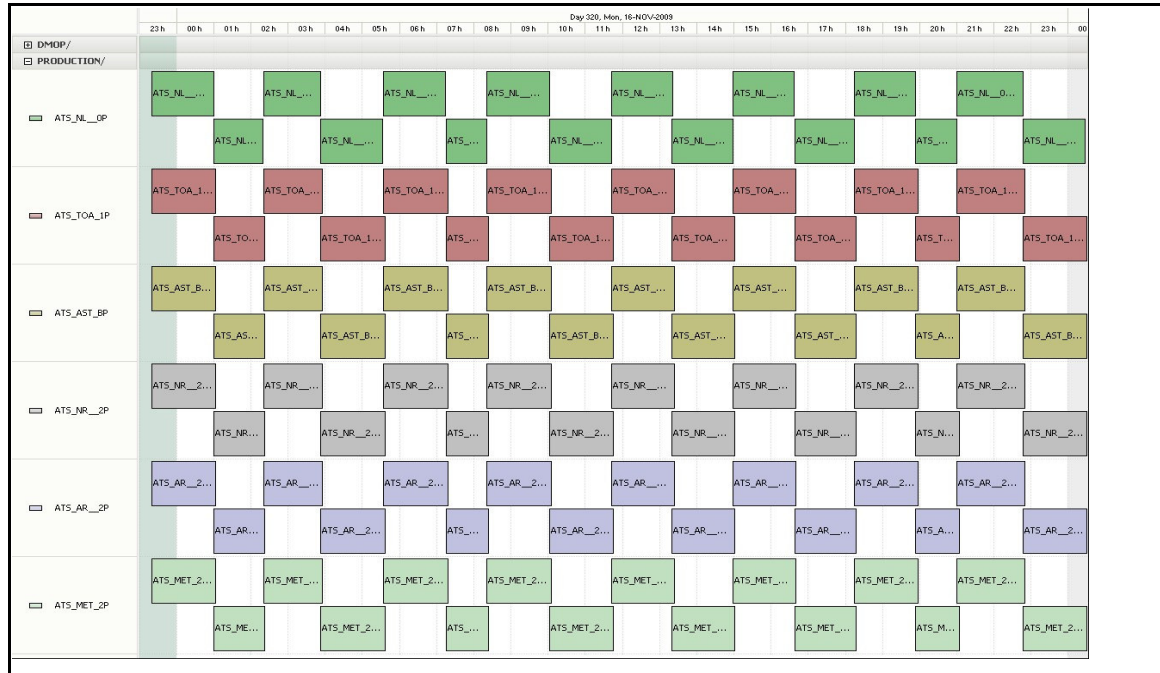 Day 320, Mon, 16-NOV-2009
23 h 00 h 01 h 02 h 03 h 04h 05 h 06 h 07 h 08 h 09 h 10 h 11 h 12 h 13 h 14 h 15 h 16 h 17 h 18 h 19 h 20 h 21 h 22 h 23 h 00
DMOP/
PRODUCTION/
ATS_NL__... ATS_NL_... ATS_NL__... ATS_NL__... ATS_NL__... ATS_NL__... ATS_NL__... ATS_NL__0...
ATS_NL__0P
ATS_NL... ATS_NL__... ATS_... ATS_NL__... ATS_NL__... ATS_NL__... ATS_... ATS_NL__...
ATS_TOA_1... ATS_TOA_... ATS_TOA_1... ATS_TOA_1... ATS_TOA_... ATS_TOA_... ATS_TOA_1... ATS_TOA_1...
ATS_TOA_1P
ATS_TO... ATS_TOA_1... ATS_... ATS_TOA_1... ATS_TOA_... ATS_TOA_... ATS_T... ATS_TOA_1...
ATS_AST_B... ATS_AST_... ATS_AST_B... ATS_AST_B... ATS_AST_... ATS_AST_... ATS_AST_B... ATS_AST_B...
ATS_AST_BP
ATS_AS... ATS_AST_B... ATS_... ATS_AST_B... ATS_AST_... ATS_AST_... ATS_A... ATS_AST_B...
ATS_NR__2... ATS_NR__... ATS_NR__2... ATS_NR__2... ATS_NR__... ATS_NR__... ATS_NR__2... ATS_NR__2...
ATS_NR__2P
ATS_NR... ATS_NR__2... ATS_... ATS_NR__2... ATS_NR__... ATS_NR__... ATS_N... ATS_NR__2...
ATS_AR__2... ATS_AR__... ATS_AR__2... ATS_AR__2... ATS_AR__... ATS_AR__... ATS_AR__2... ATS_AR__2...
ATS_AR__2P
ATS_AR... ATS_AR__2... ATS_... ATS_AR__2... ATS_AR__... ATS_AR__... ATS_A... ATS_AR__2...
ATS_MET_2... ATS_MET_... ATS_MET_2... ATS_MET_2... ATS_MET_... ATS_MET_... ATS_MET_2... ATS_MET_2...
ATS_MET_2P
ATS_ME... ATS_MET_2... ATS_... ATS_MET_2... ATS_MET_... ATS_MET_... ATS_M... ATS_MET_2...